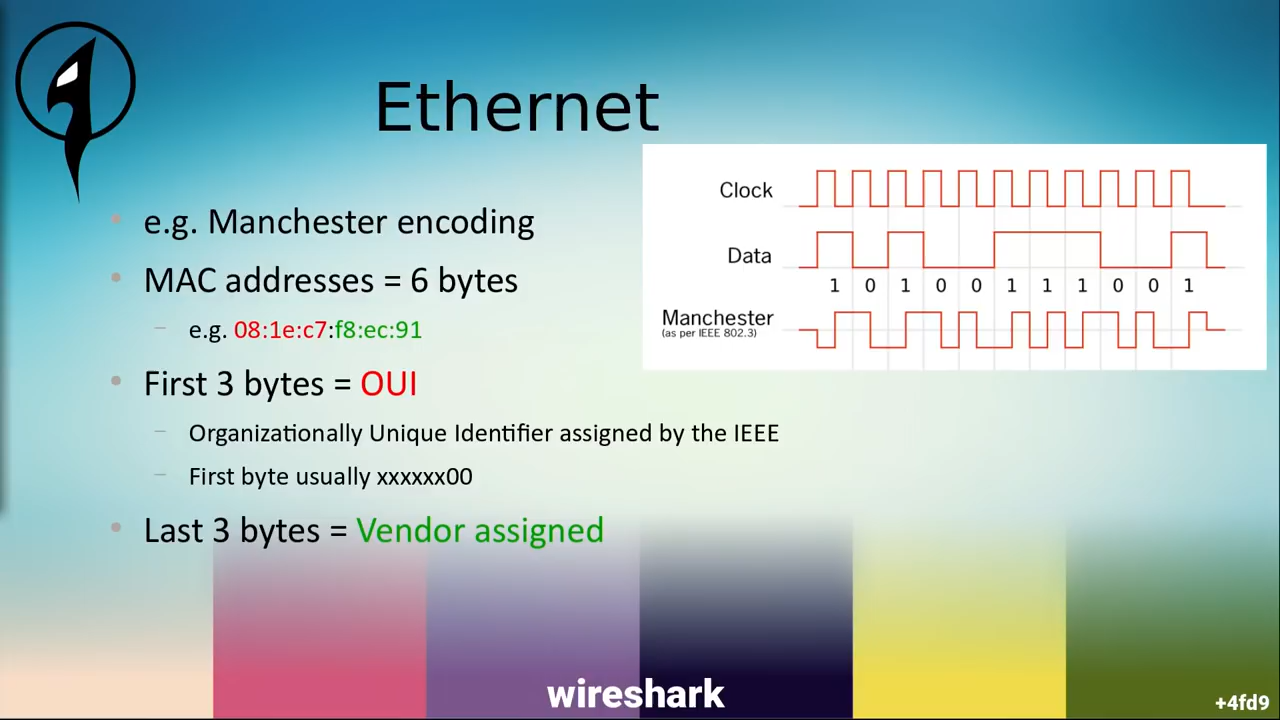 Ethernet
e.g. Manchester encoding
MAC addresses = 6 bytes
e.g. 08:1e:c7:f8:ec:91
First 3 bytes = OUI
Organizationally Unique Identifier assigned by the IEEE
First byte usually xxxxxx00
Last 3 bytes = Vendor assigned
Clock
Data
1 0 1 0 0 1 1 1 0 0 1
Manchester
(as per IEEE 802.3)
wireshark
+4fd9